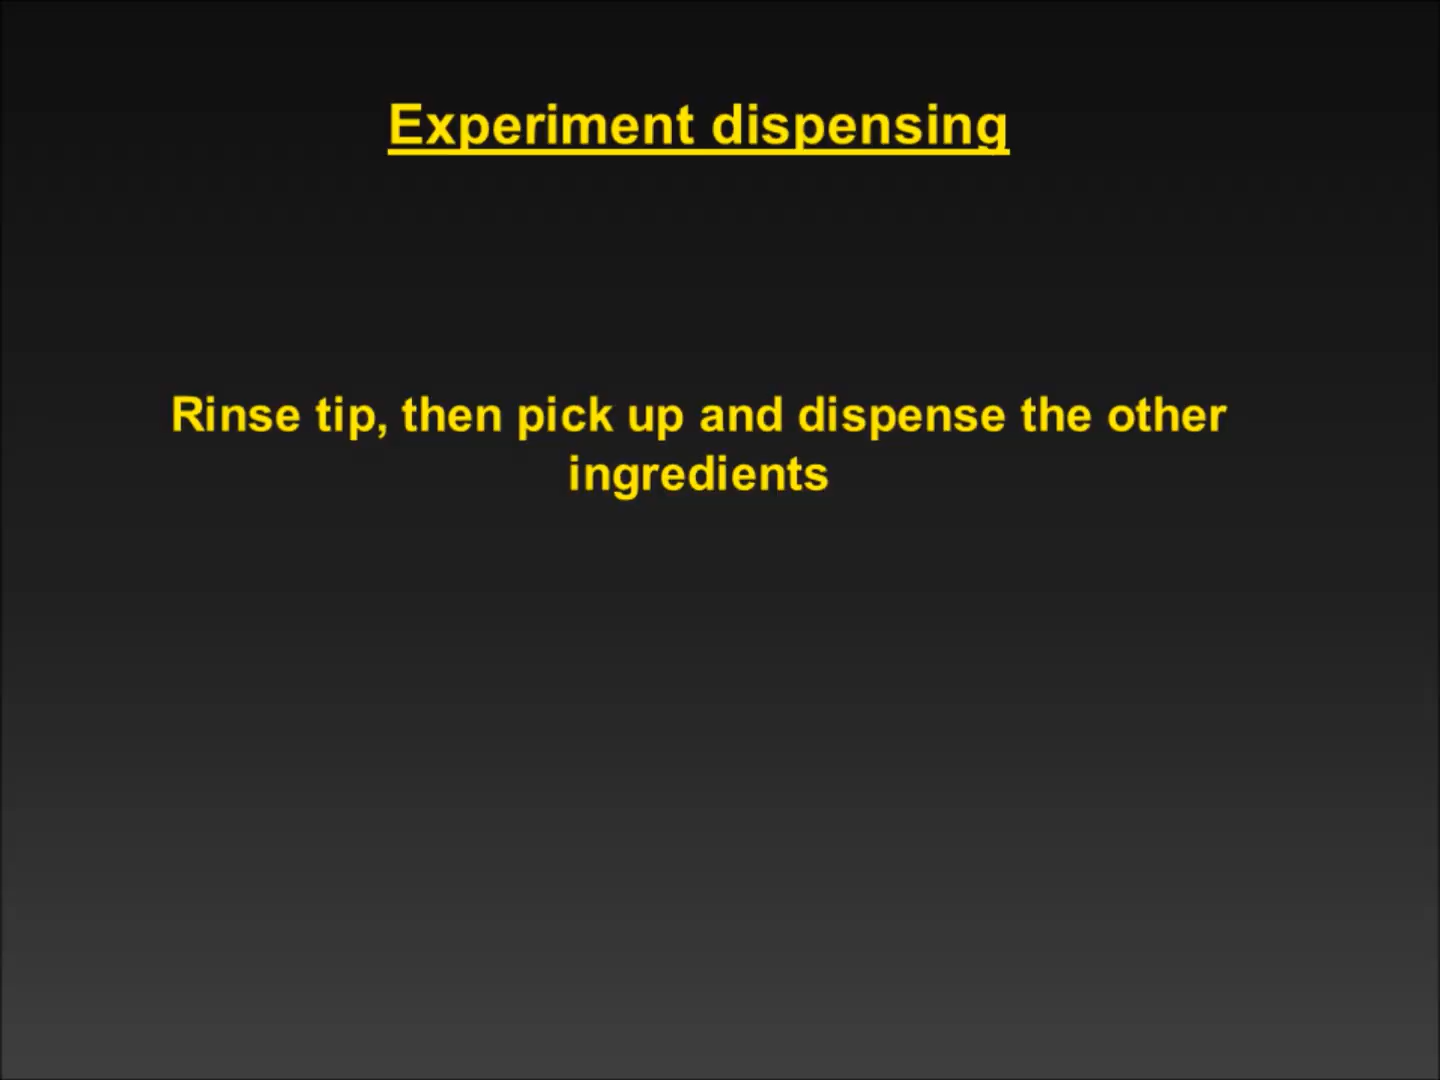 Experiment dispensing
Rinse tip, then pick up and dispense the other
ingredients